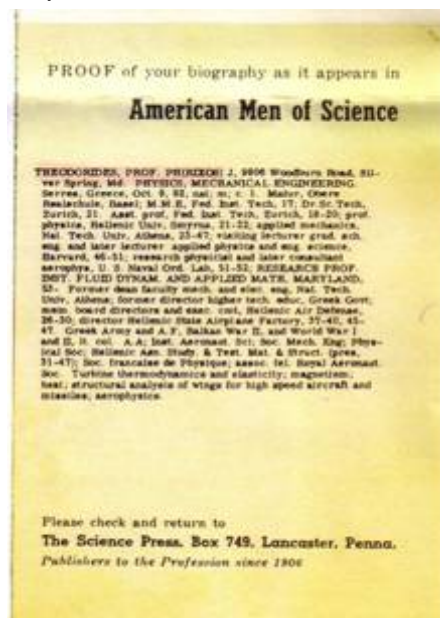 PROOF of your biography as it appears in
American Men of Science
THEODORIDES, PROF. PHRIXOS J, 9806 Woodburn Road, Sil-
ver Spring, Md. PHYSICS, MECHANICAL ENGINEERING.
Serres, Greece, Oct. 9, 92, nat; m; c. 1. Matur, Obere
Realschule, Basel; M.M.E, Fed. Inst. Tech, 17; Dr.Sc.Tech,
Zurich, 21. Asst. prof, Fed. Inst. Tech, Zurich, 18-20; prof.
physics, Hellenic Univ, Smyrna, 21-22; applied mechanics,
Nat. Tech. Univ, Athens, 23-47; visiting lecturer grad. sch.
eng. and later lecturer applied physics and eng. science,
Harvard, 46-51; research physicist and later consultant
aerophys, U. S. Naval Ord. Lab, 51-52; RESEARCH PROF.
INST. FLUID DYNAM. AND APPLIED MATH, MARYLAND,
53- Former dean faculty mech. and elec. eng, Nat. Tech.
Univ, Athens; former director higher tech. educ, Greek Govt;
mem. board directors and exec. cmt, Hellenic Air Defense,
26-30; director Hellenic State Airplane Factory, 37-40, 45-
47. Greek Army and A.F, Balkan War II, and World War I
and II, lt. col. A.A; Inst. Aeronaut. Sci; Soc. Mech. Eng; Phys-
ical Soc; Hellenic Asn. Study & Test. Mat. & Struct. (pres,
31-47); Soc. francaise de Physique; assoc. fel. Royal Aeronaut.
Soc. Turbine thermodynamics and elasticity; magnetism;
heat; structural analysis of wings for high speed aircraft and
missiles; aerophysics.
Please check and return to
The Science Press, Box 749, Lancaster, Penna.
Publishers to the Profession since 1906